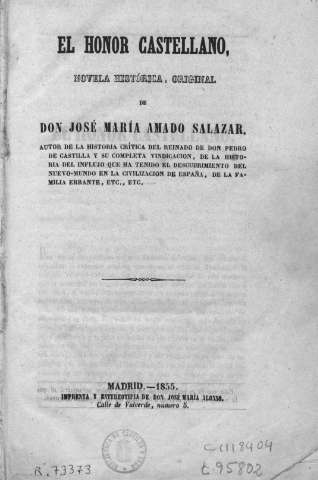 EL HONOR CASTELLANO,
NOVELA HISTÓRICA, ORIGINAL
DE
DON JOSÉ MARÍA AMADO SALAZAR,
AUTOR DE LA HISTORIA CRÍTICA DEL REINADO DE DON PEDRO
DE CASTILLA Y SU COMPLETA VINDICACION, DE LA HISTO-
RIA DEL INFLUJO QUE HA TENIDO EL DESCUBRIMIENTO DEL
NUEVO-MUNDO EN LA CIVILIZACION DE ESPAÑA, DE LA FA-
MILIA ERRANTE, ETC., ETC.
MADRID.—1855.
IMPRENTA Y ESTEREOTIPIA DE DON JOSÉ MARÍA ALONSO.
Calle de Valverde, número 5.
C.1118404
R.73373
t.95802